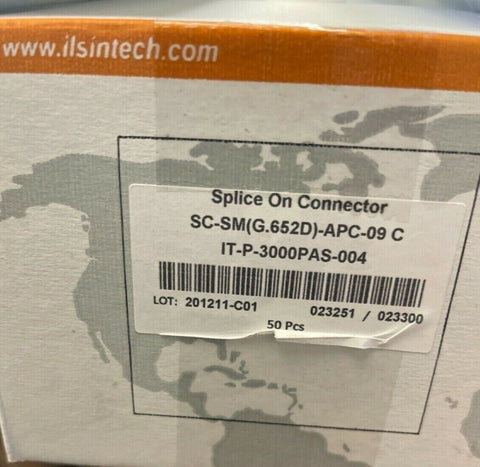 www.ilsintech.com
Splice On Connector
SC-SM(G.652D)-APC-09 C
IT-P-3000PAS-004
LOT: 201211-C01 023251 / 023300
50 Pcs